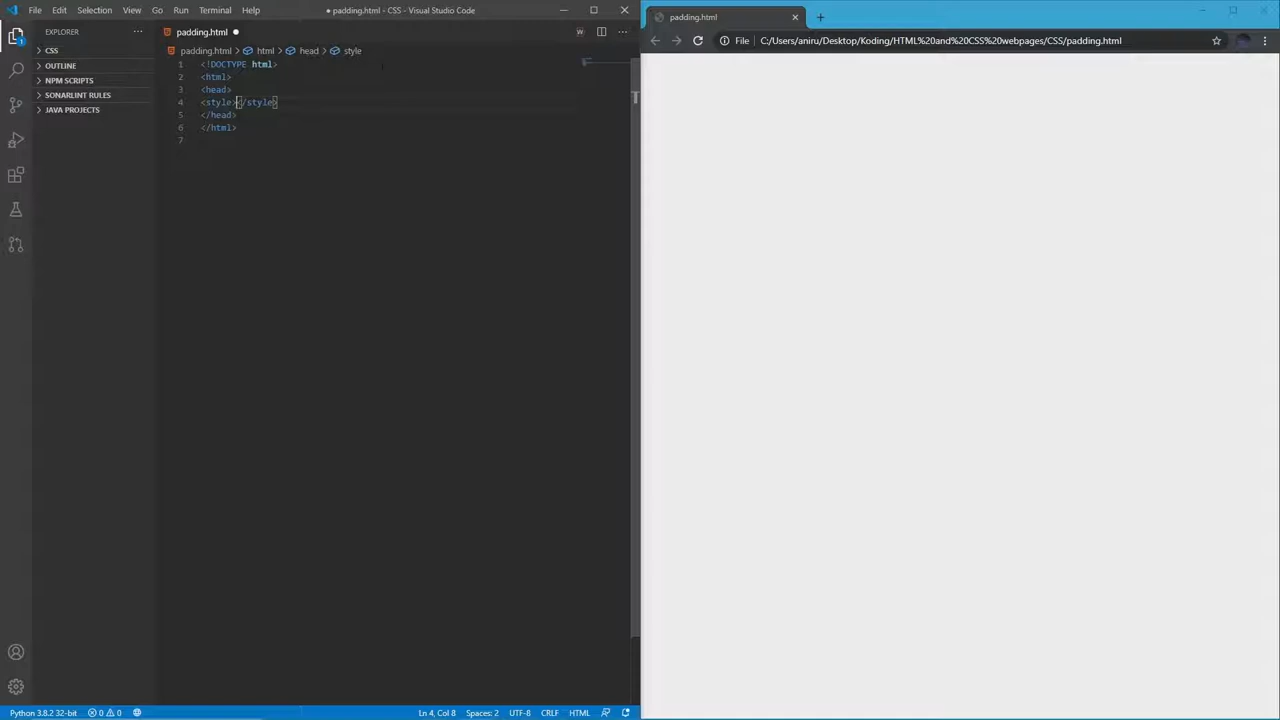 File Edit Selection View Go Run Terminal Help
● padding.html - CSS - Visual Studio Code
EXPLORER
CSS
OUTLINE
NPM SCRIPTS
SONARLINT RULES
JAVA PROJECTS
padding.html
padding.html > html > head > style
1 <!DOCTYPE html>
2 <html>
3 <head>
4 <style></style>
5 </head>
6 </html>
7
1
Python 3.8.2 32-bit 0 0
Ln 4, Col 8 Spaces: 2 UTF-8 CRLF HTML
padding.html
File C:/Users/aniru/Desktop/Koding/HTML%20and%20CSS%20webpages/CSS/padding.html